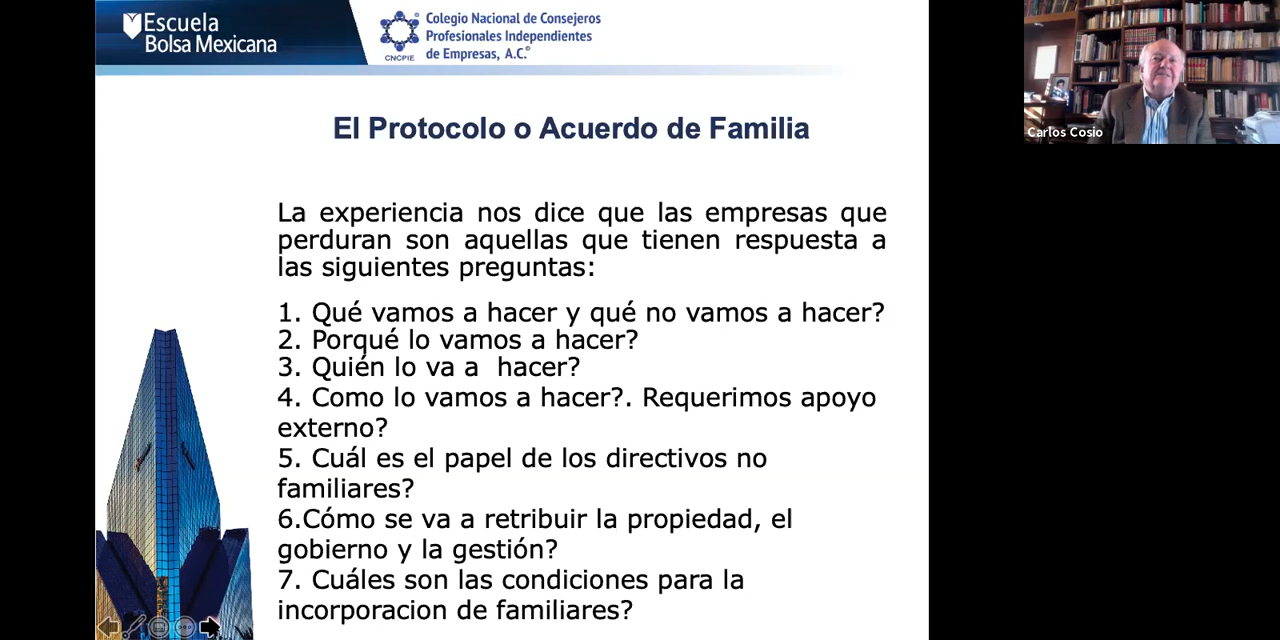 Escuela
Bolsa Mexicana
CNCPIE
Colegio Nacional de Consejeros
Profesionales Independientes
de Empresas, A.C.©
Carlos Cosio
El Protocolo o Acuerdo de Familia
La experiencia nos dice que las empresas que
perduran son aquellas que tienen respuesta a
las siguientes preguntas:
1. Qué vamos a hacer y qué no vamos a hacer?
2. Porqué lo vamos a hacer?
3. Quién lo va a  hacer?
4. Como lo vamos a hacer?. Requerimos apoyo
externo?
5. Cuál es el papel de los directivos no
familiares?
6.Cómo se va a retribuir la propiedad, el
gobierno y la gestión?
7. Cuáles son las condiciones para la
incorporacion de familiares?